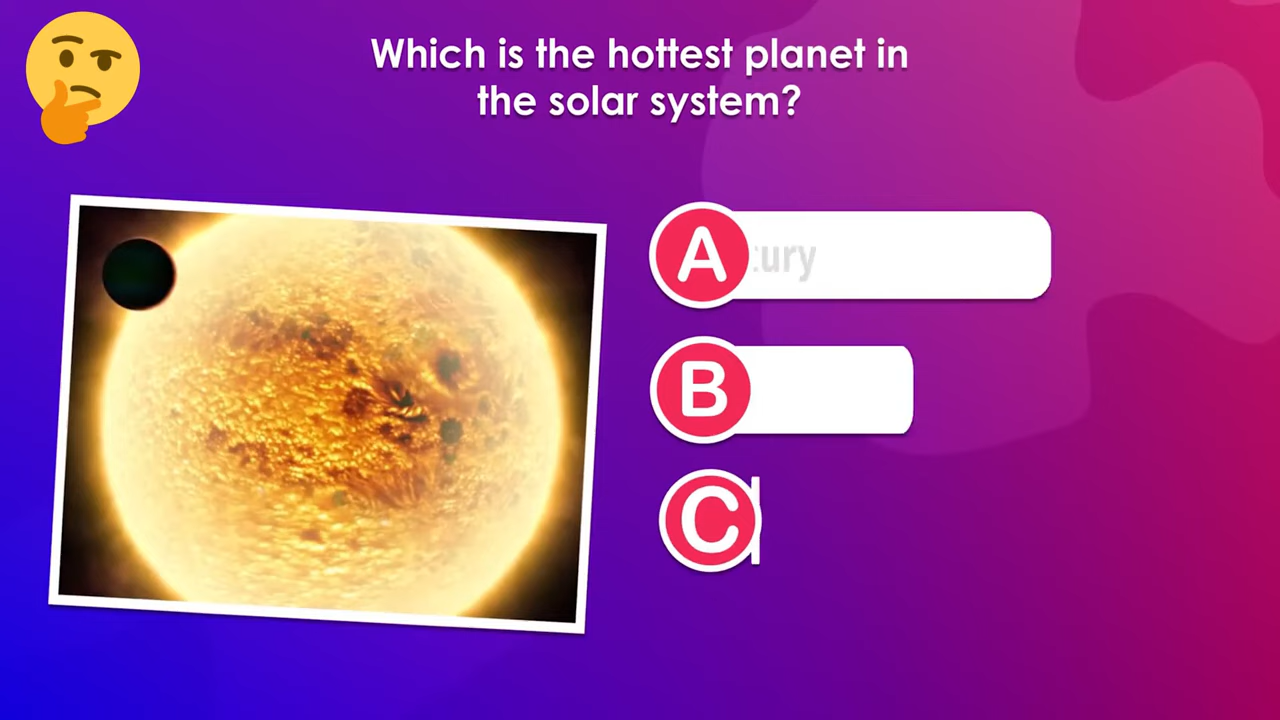 Which is the hottest planet in
the solar system?
A
B
C